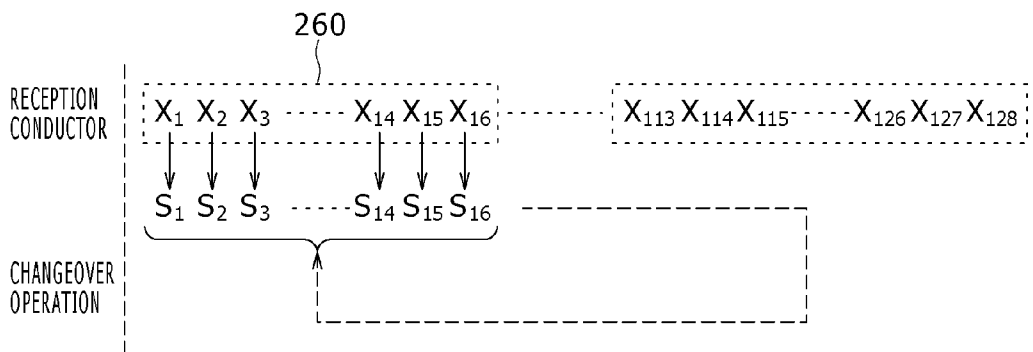 260
RECEPTION
CONDUCTOR
X1 X2 X3 ------ X14 X15 X16 --------- X113 X114 X115 ------ X126 X127 X128
S1 S2 S3 ------ S14 S15 S16
CHANGEOVER
OPERATION